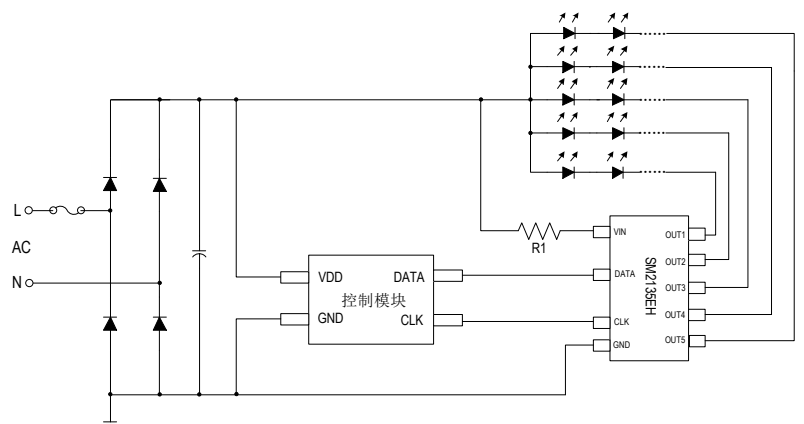 L
AC
N
R1
VDD
DATA
控制模块
GND
CLK
VIN
OUT1
OUT2
DATA
SM2135EH
OUT3
OUT4
CLK
GND
OUT5